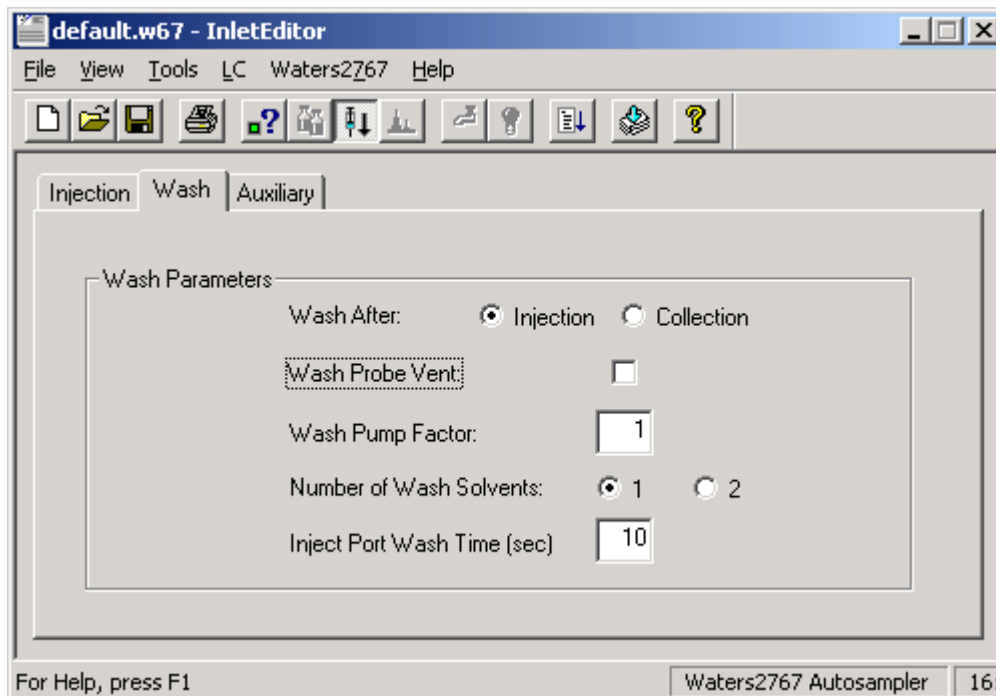 default.w67 - InletEditor
File View Tools LC Waters2767 Help
Injection Wash Auxiliary
Wash Parameters
Wash After: Injection Collection
Wash Probe Vent:
Wash Pump Factor: 1
Number of Wash Solvents: 1 2
Inject Port Wash Time (sec) 10
For Help, press F1 Waters2767 Autosampler 16: